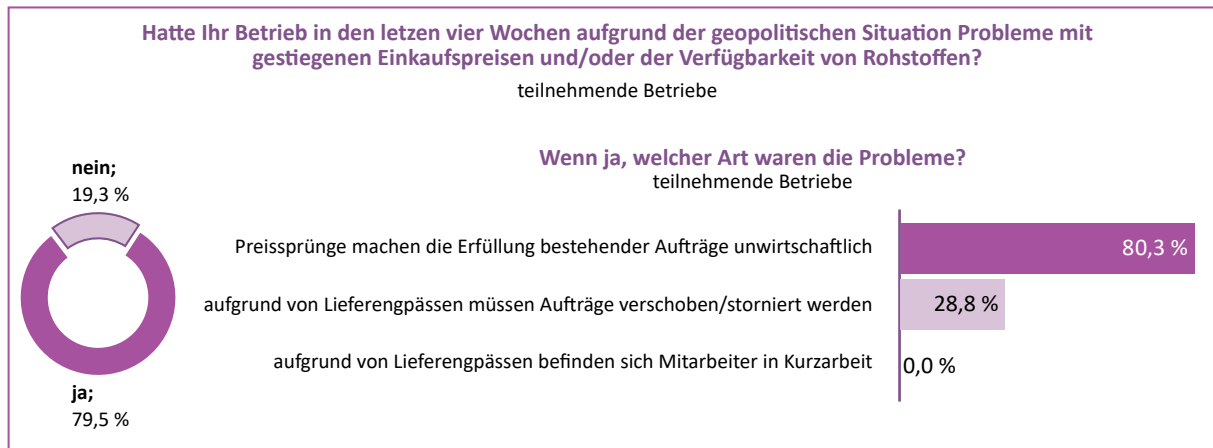 Hatte Ihr Betrieb in den letzen vier Wochen aufgrund der geopolitischen Situation Probleme mit
gestiegenen Einkaufspreisen und/oder der Verfügbarkeit von Rohstoffen?
teilnehmende Betriebe
nein;
19,3 %
ja;
79,5 %
Wenn ja, welcher Art waren die Probleme?
teilnehmende Betriebe
Preissprünge machen die Erfüllung bestehender Aufträge unwirtschaftlich
80,3 %
aufgrund von Lieferengpässen müssen Aufträge verschoben/storniert werden
28,8 %
aufgrund von Lieferengpässen befinden sich Mitarbeiter in Kurzarbeit
0,0 %